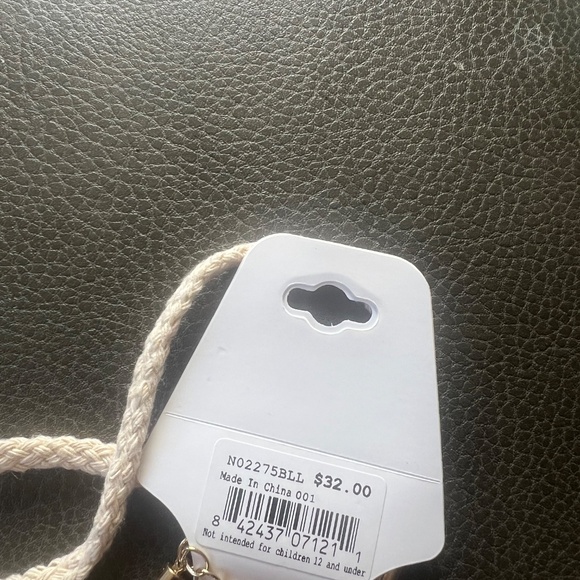 N02275BLL $32.00
Made In China 001
8 42437 07121 1
Not intended for children 12 and under